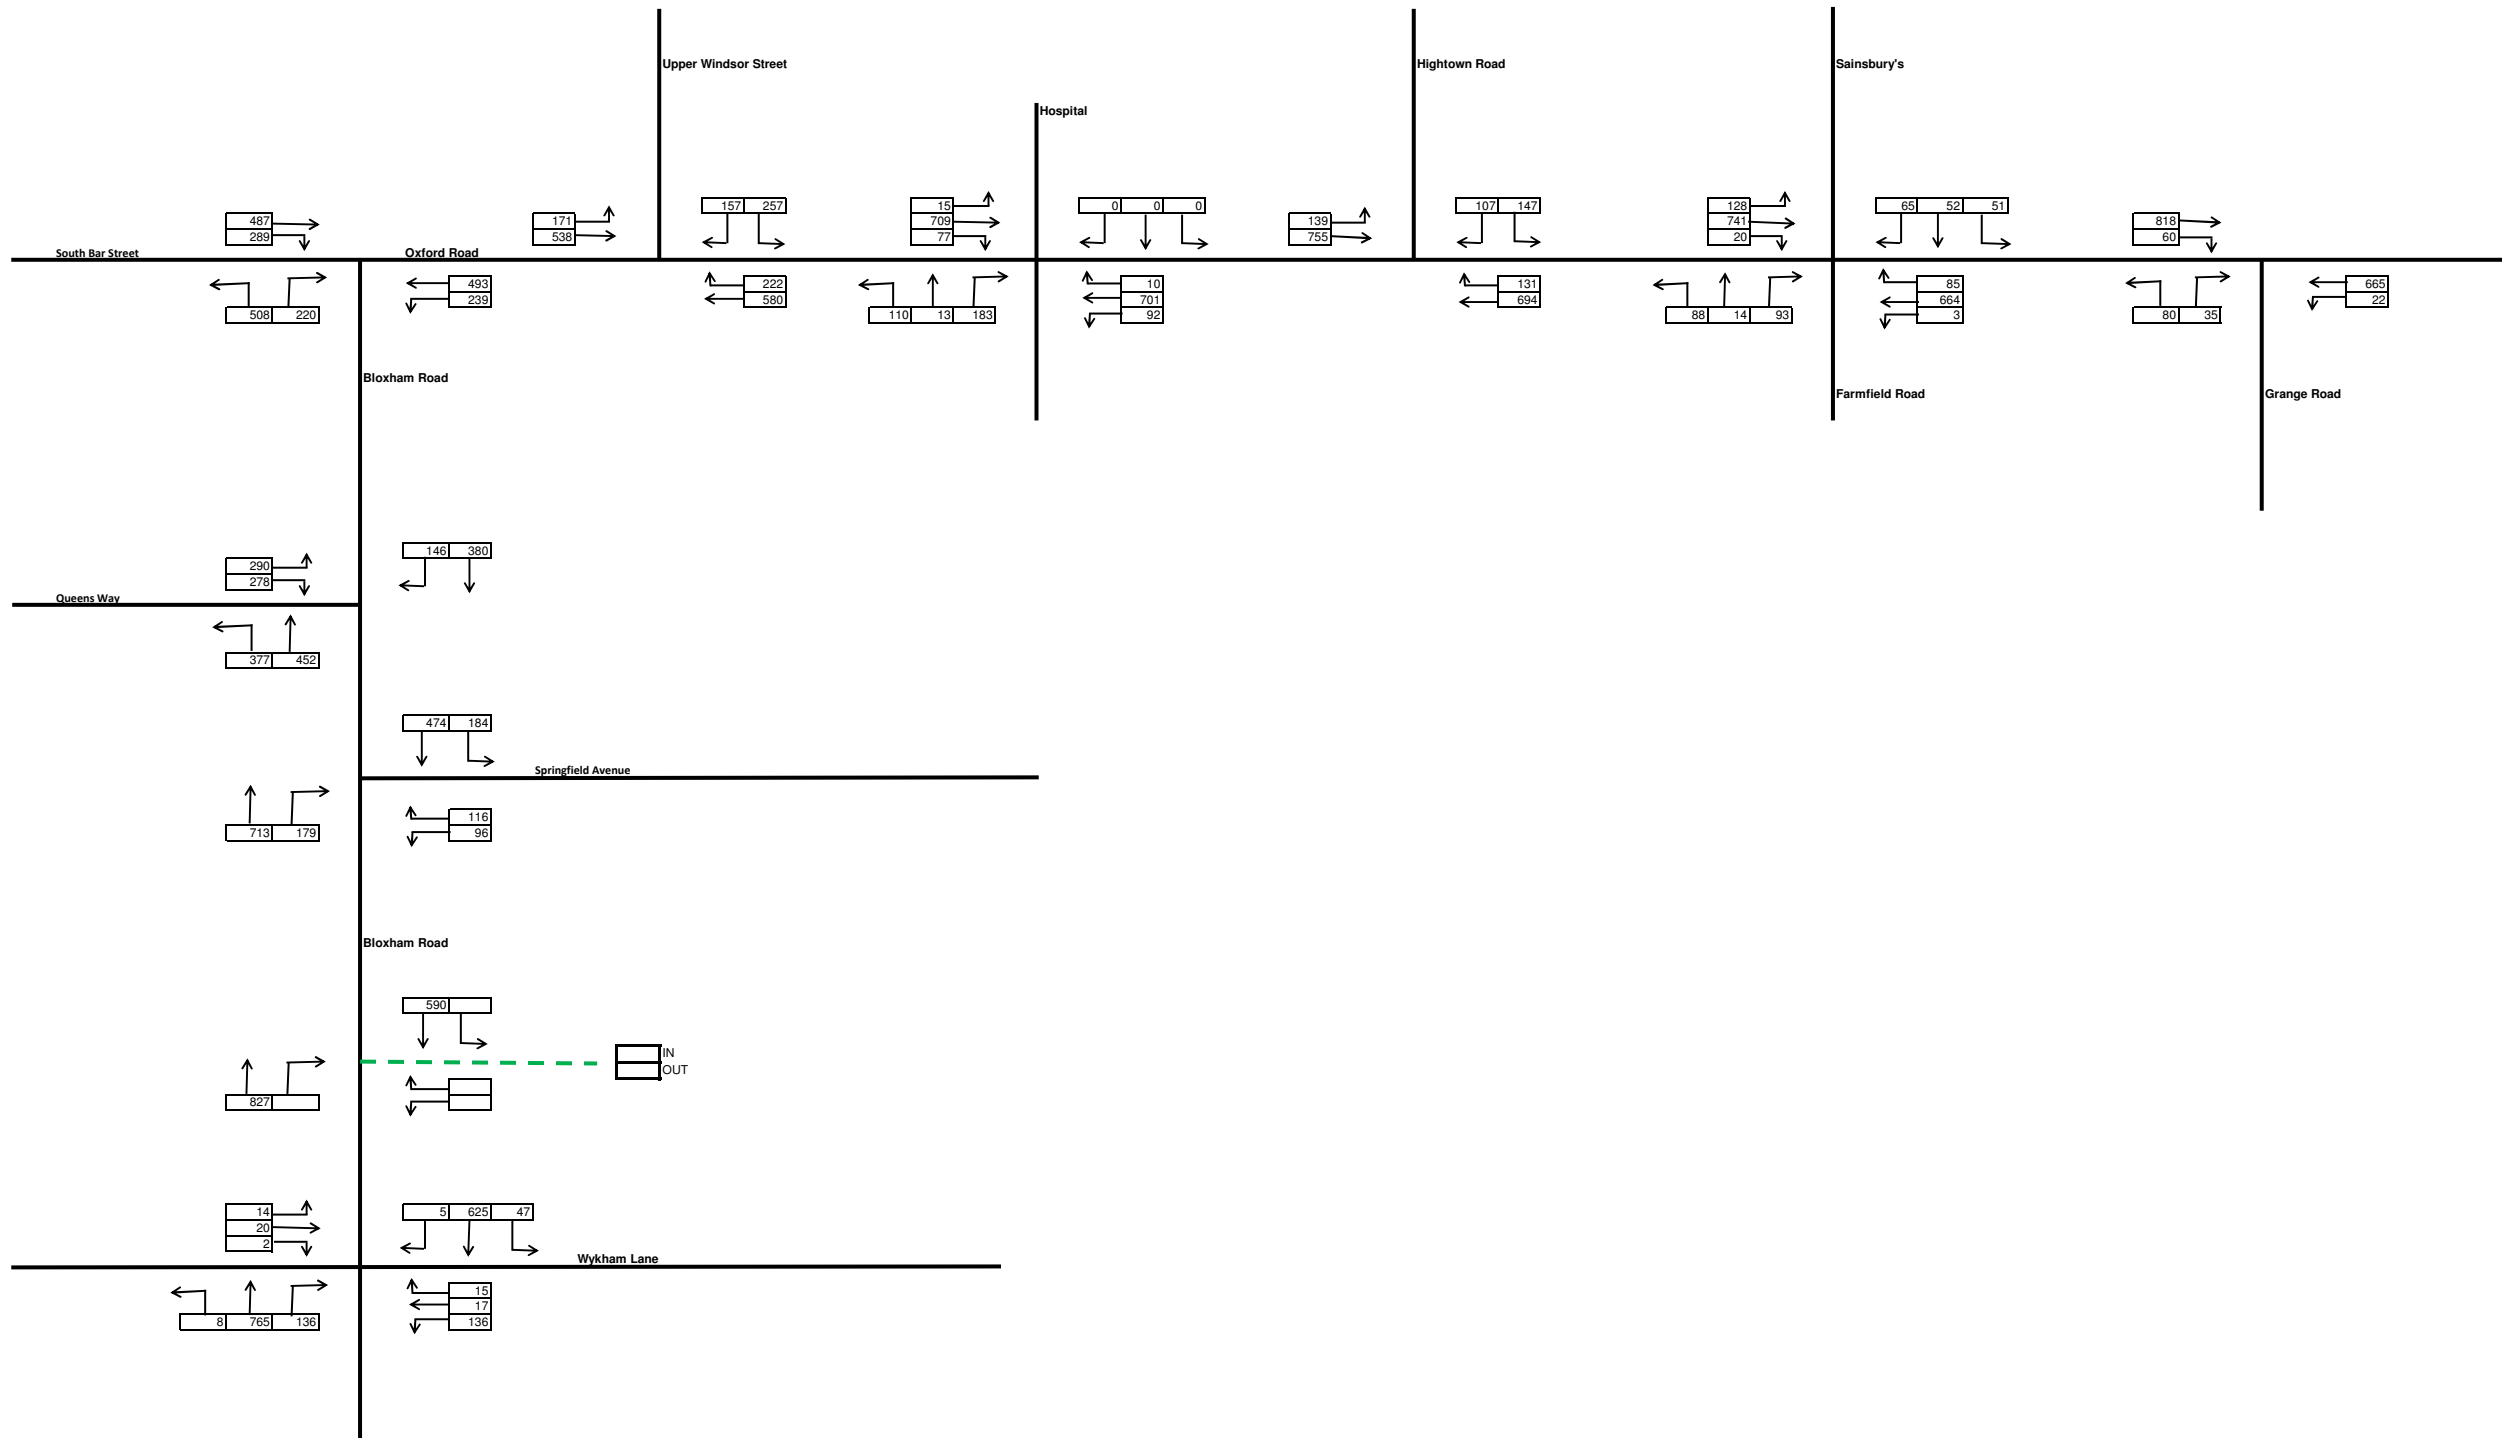 Upper Windsor Street
Hightown Road
Sainsbury's
Hospital
157 257
15
0 0 0
107 147
128
65 52 51
487
171
709
139
741
818
289
538
77
755
20
60
South Bar Street
Oxford Road
493
222
10
131
85
665
239
580
701
694
664
22
508 220
110 13 183
92
88 14 93
3
80 35
Bloxham Road
Farmfield Road
Grange Road
146 380
290
278
Queens Way
377 452
474 184
Springfield Avenue
116
713 179
96
Bloxham Road
590
IN
OUT
827
14
5 625 47
20
2
Wykham Lane
15
17
8 765 136
136